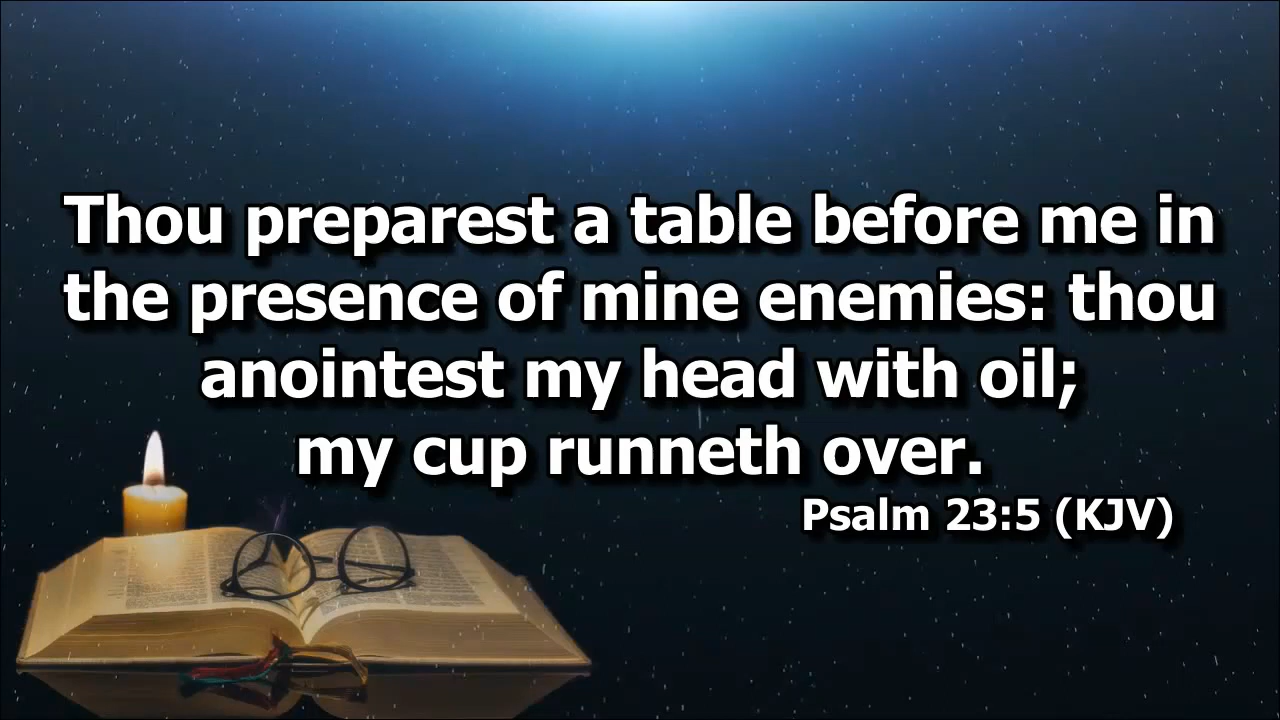 Thou preparest a table before me in
the presence of mine enemies: thou
anointest my head with oil;
my cup runneth over.
Psalm 23:5 (KJV)